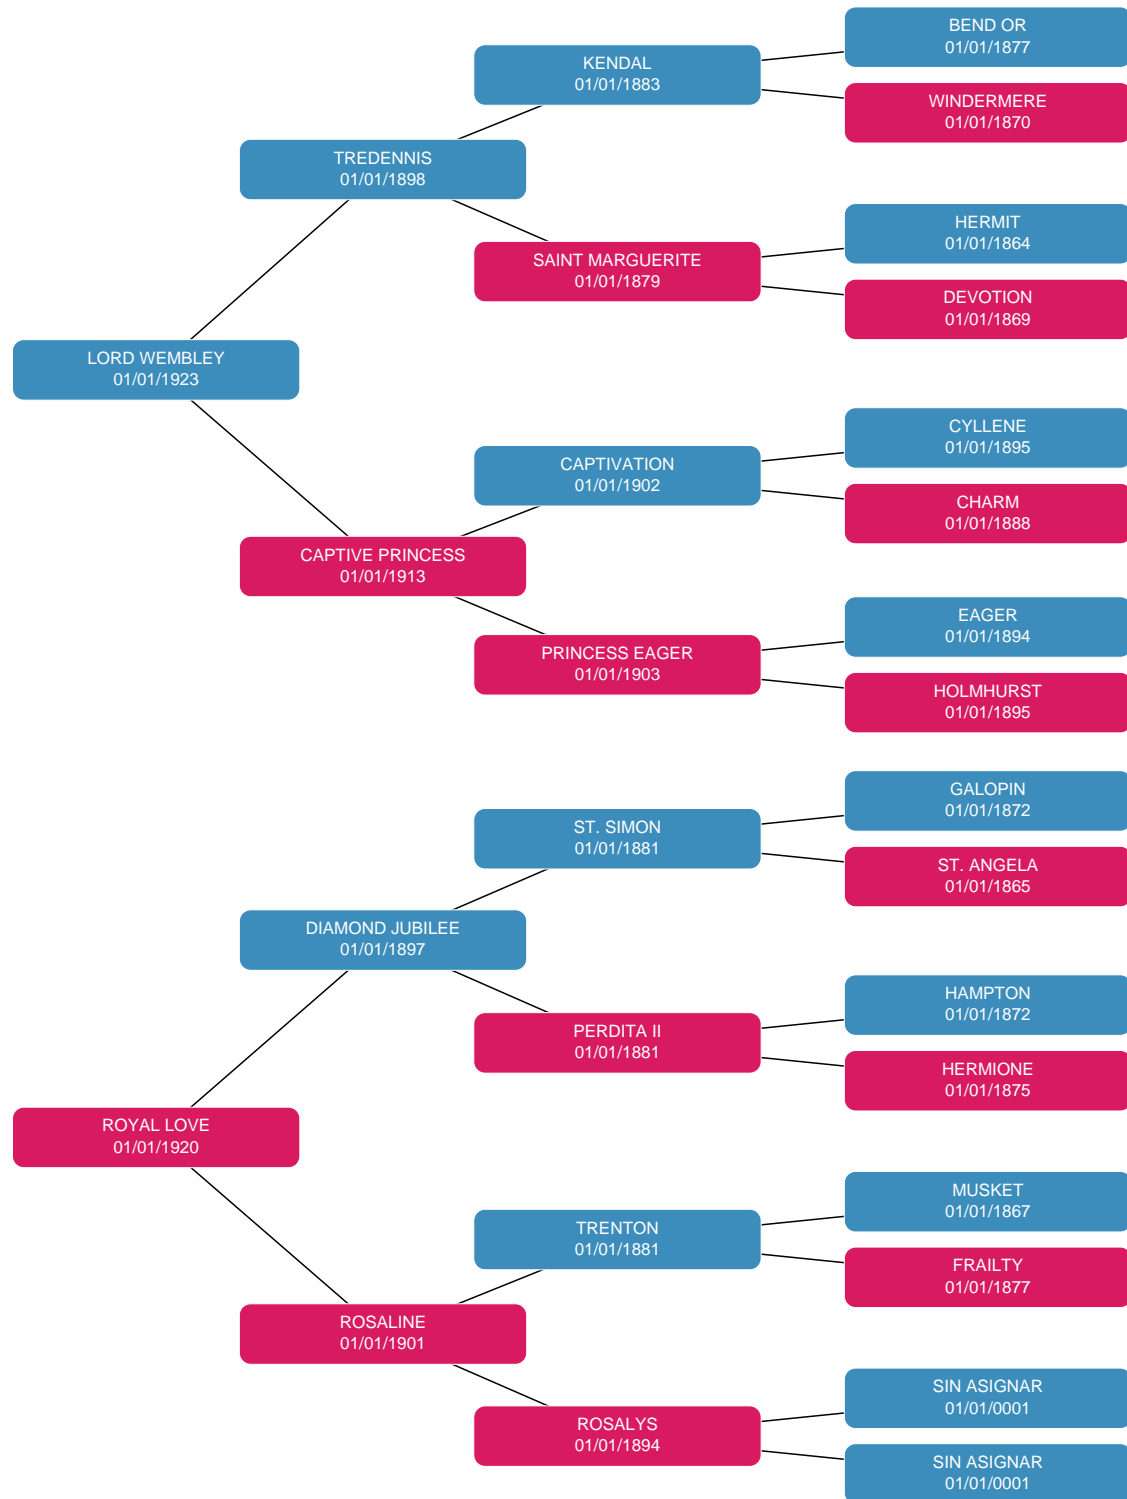 BEND OR
01/01/1877
KENDAL
01/01/1883
WINDERMERE
01/01/1870
TREDENNIS
01/01/1898
HERMIT
01/01/1864
SAINT MARGUERITE
01/01/1879
DEVOTION
01/01/1869
LORD WEMBLEY
01/01/1923
CYLLENE
01/01/1895
CAPTIVATION
01/01/1902
CHARM
01/01/1888
CAPTIVE PRINCESS
01/01/1913
EAGER
01/01/1894
PRINCESS EAGER
01/01/1903
HOLMHURST
01/01/1895
GALOPIN
01/01/1872
ST. SIMON
01/01/1881
ST. ANGELA
01/01/1865
DIAMOND JUBILEE
01/01/1897
HAMPTON
01/01/1872
PERDITA II
01/01/1881
HERMIONE
01/01/1875
ROYAL LOVE
01/01/1920
MUSKET
01/01/1867
TRENTON
01/01/1881
FRAILTY
01/01/1877
ROSALINE
01/01/1901
SIN ASIGNAR
01/01/0001
ROSALYS
01/01/1894
SIN ASIGNAR
01/01/0001